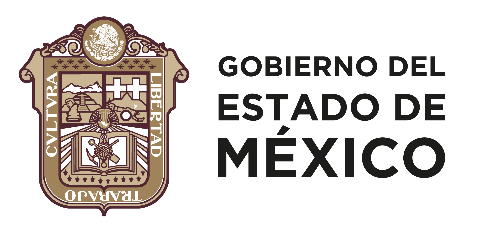 CVLTVRA
LIBERTAD
TRABAJO
GOBIERNO DEL
ESTADO DE
MÉXICO